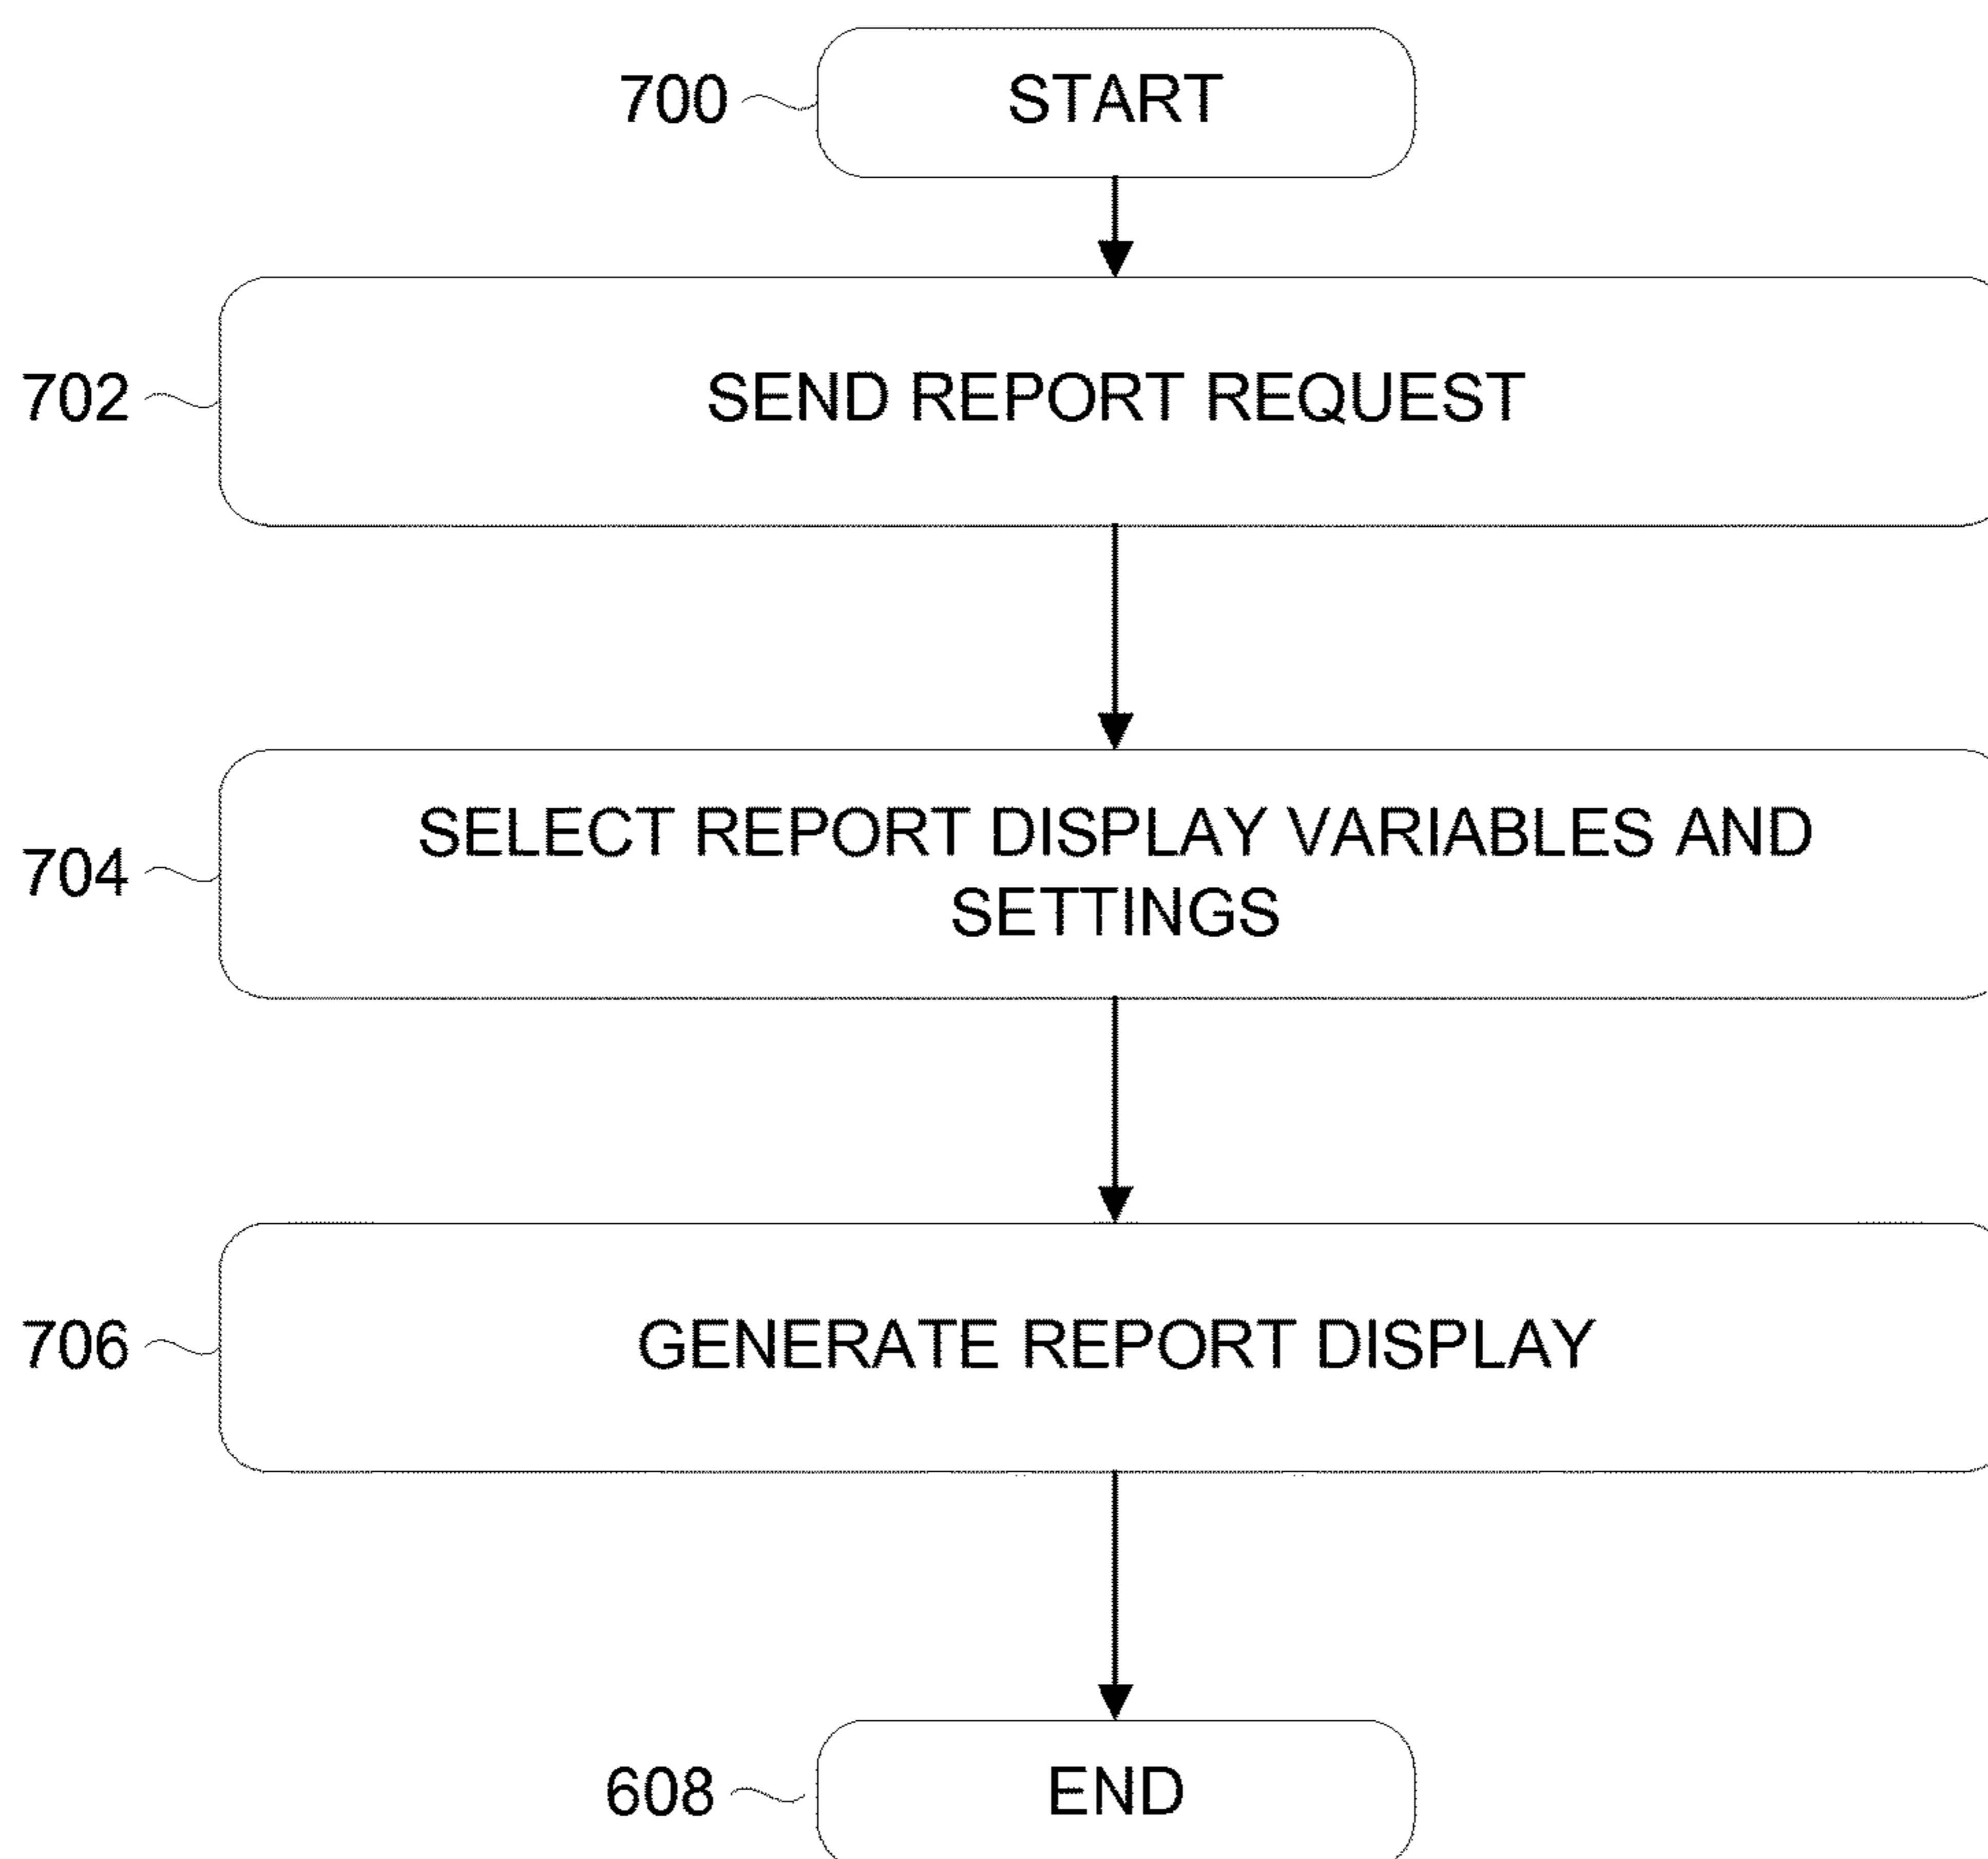 700 START
702 SEND REPORT REQUEST
704 SELECT REPORT DISPLAY VARIABLES AND
SETTINGS
706 GENERATE REPORT DISPLAY
608 END